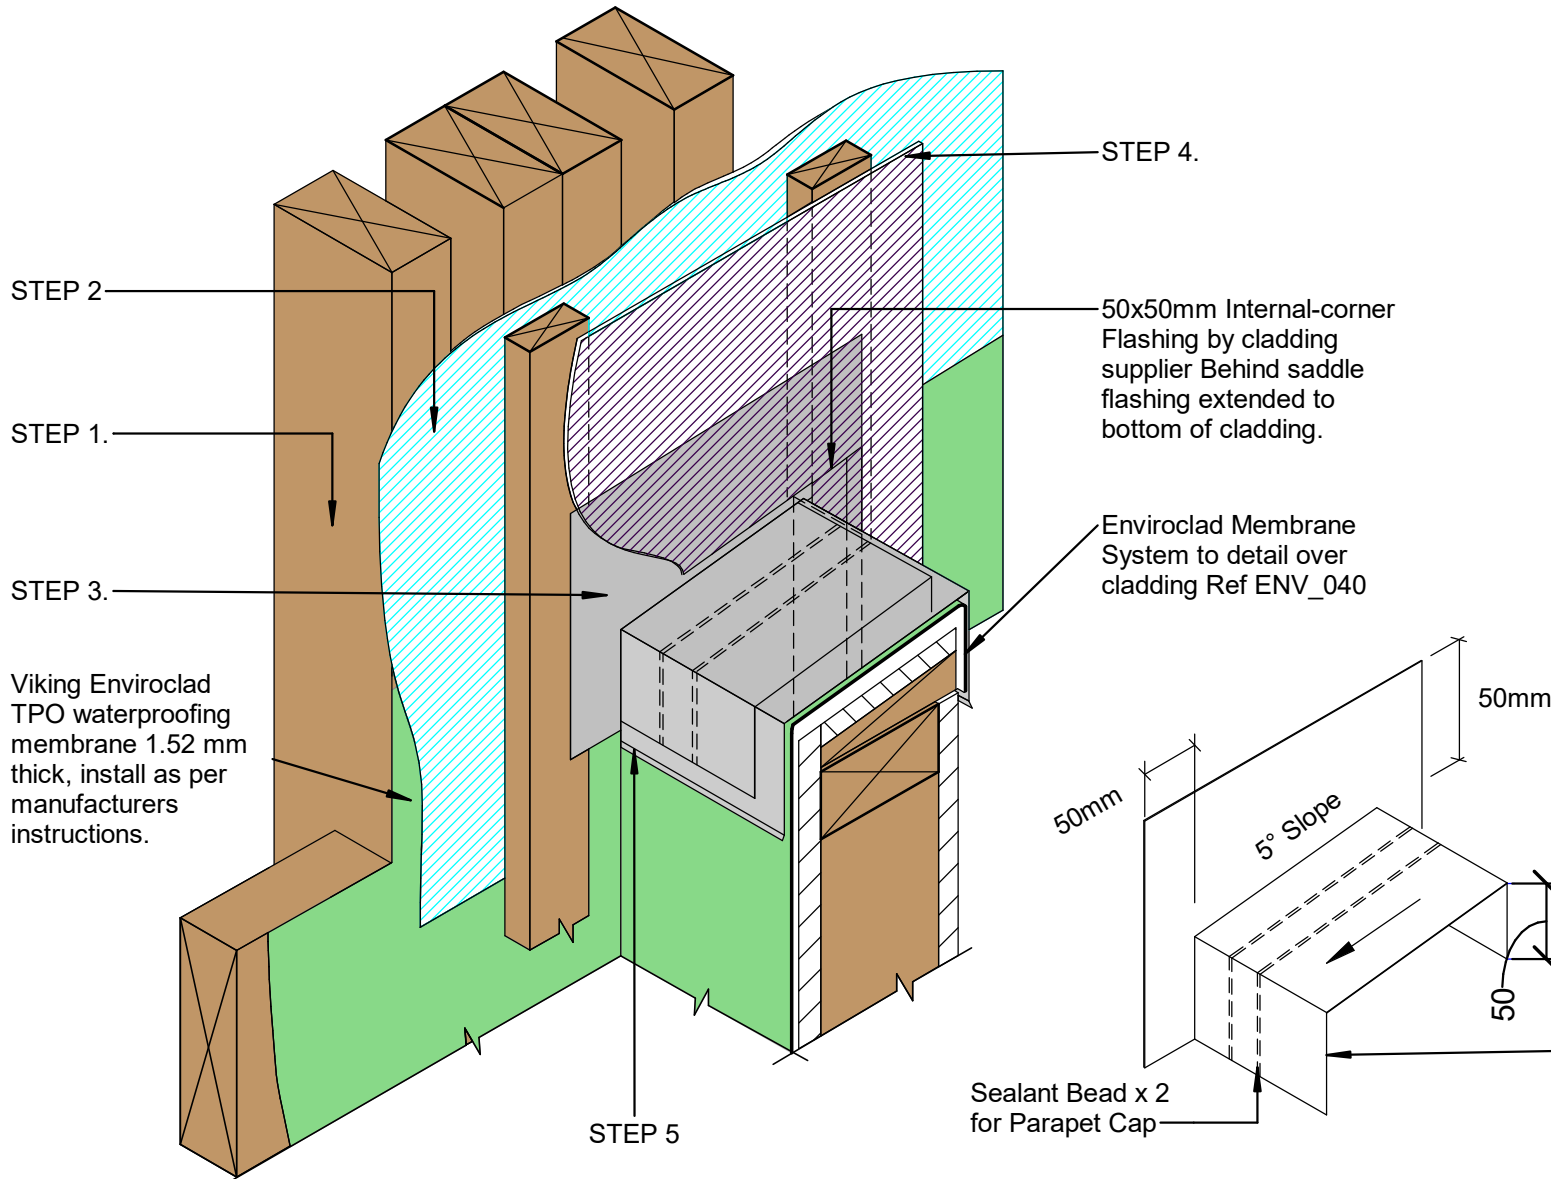 STEP 4.
STEP 2
50x50mm Internal-corner
Flashing by cladding
supplier Behind saddle
flashing extended to
bottom of cladding.
STEP 1.
Enviroclad Membrane
System to detail over
cladding Ref ENV_040
STEP 3.
Viking Enviroclad
TPO waterproofing
membrane 1.52 mm
thick, install as per
manufacturers
instructions.
50mm
50mm
5° Slope
50
Sealant Bead x 2
for Parapet Cap
STEP 5